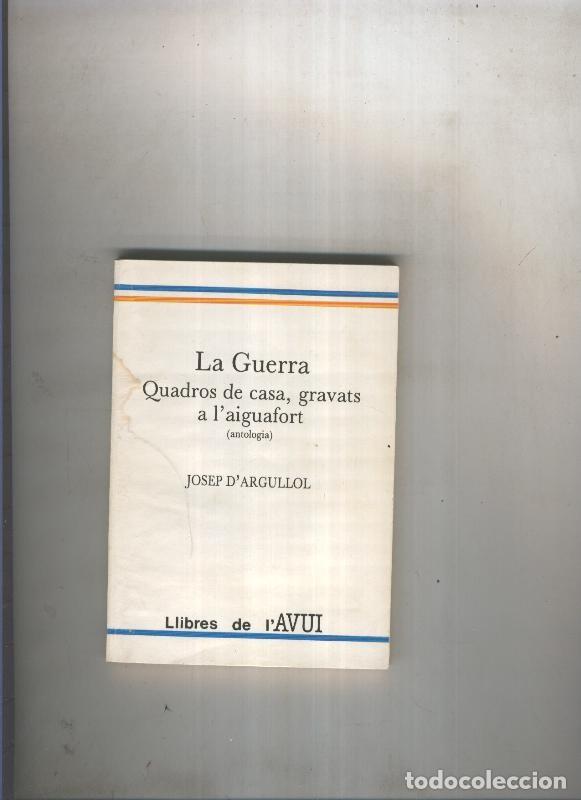 La Guerra
Quadros de casa, gravats
a l'aiguafort
(antologia)
JOSEP D'ARGULLOL
Llibres de l'AVUI
todocoleccion